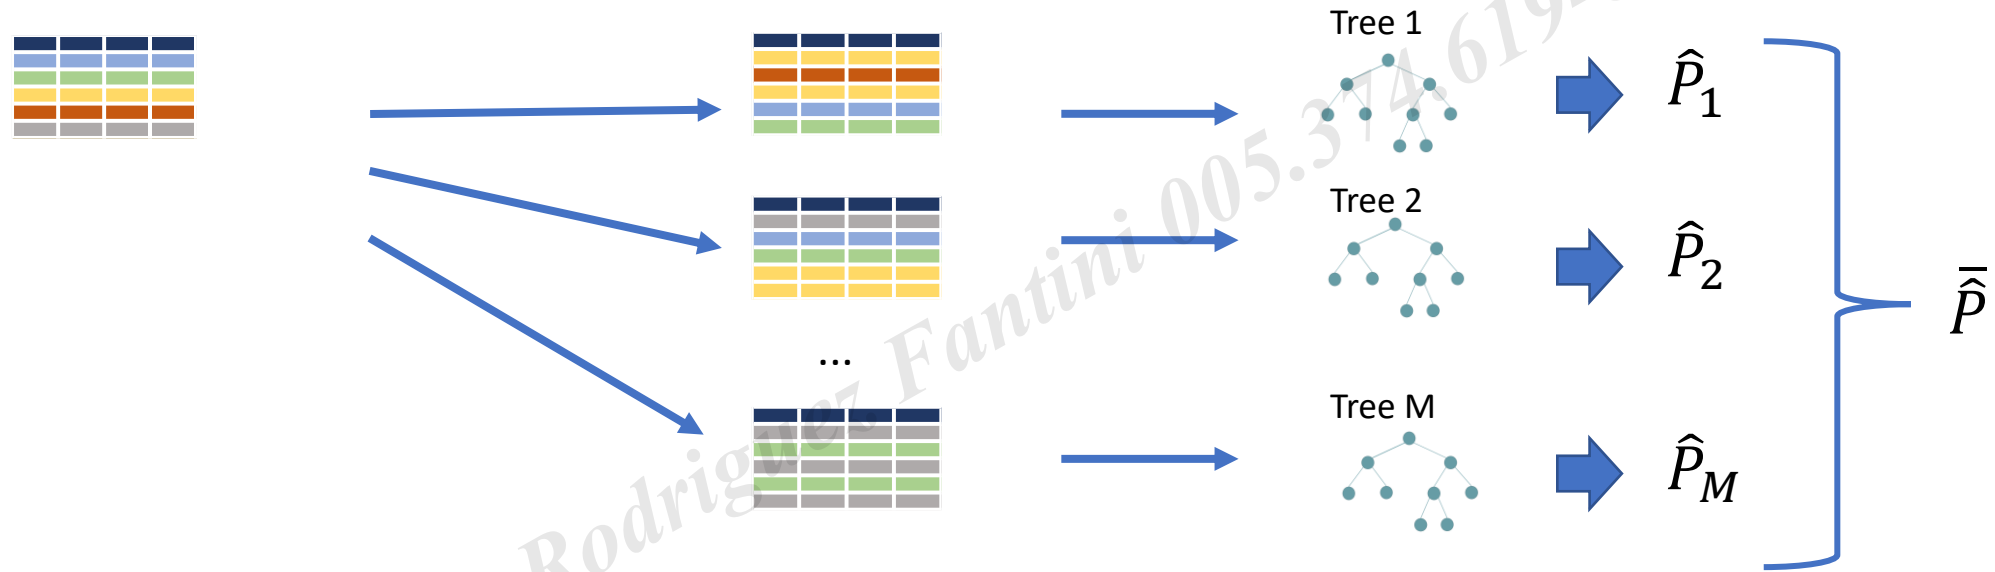 Tree 1
P̂1
Tree 2
P̂2
...
Tree M
P̂M
P̂̅
Rodriguez Fantini 005.374.619